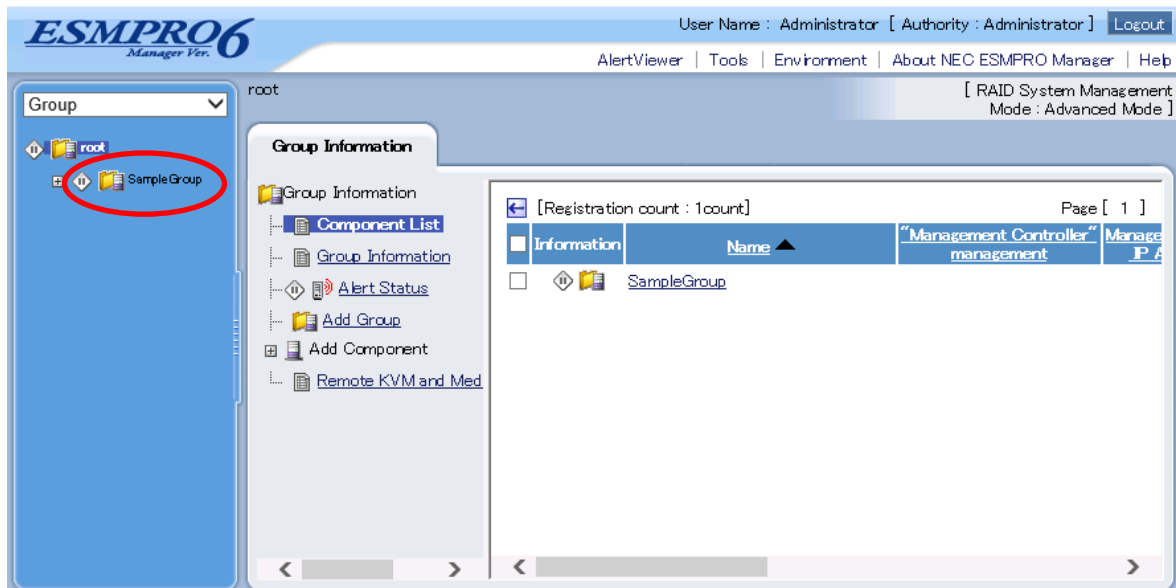 ESMPRO6
Manager Ver.
User Name : Administrator [ Authority : Administrator ] Logout
AlertViewer | Tools | Environment | About NEC ESMPRO Manager | Help
Group
root
SampleGroup
root
[ RAID System Management
Mode : Advanced Mode ]
Group Information
Group Information
Component List
Group Information
Alert Status
Add Group
Add Component
Remote KVM and Med
[Registration count : 1count] Page [ 1 ]
Information Name ▲ "Management Controller" management Manage
SampleGroup